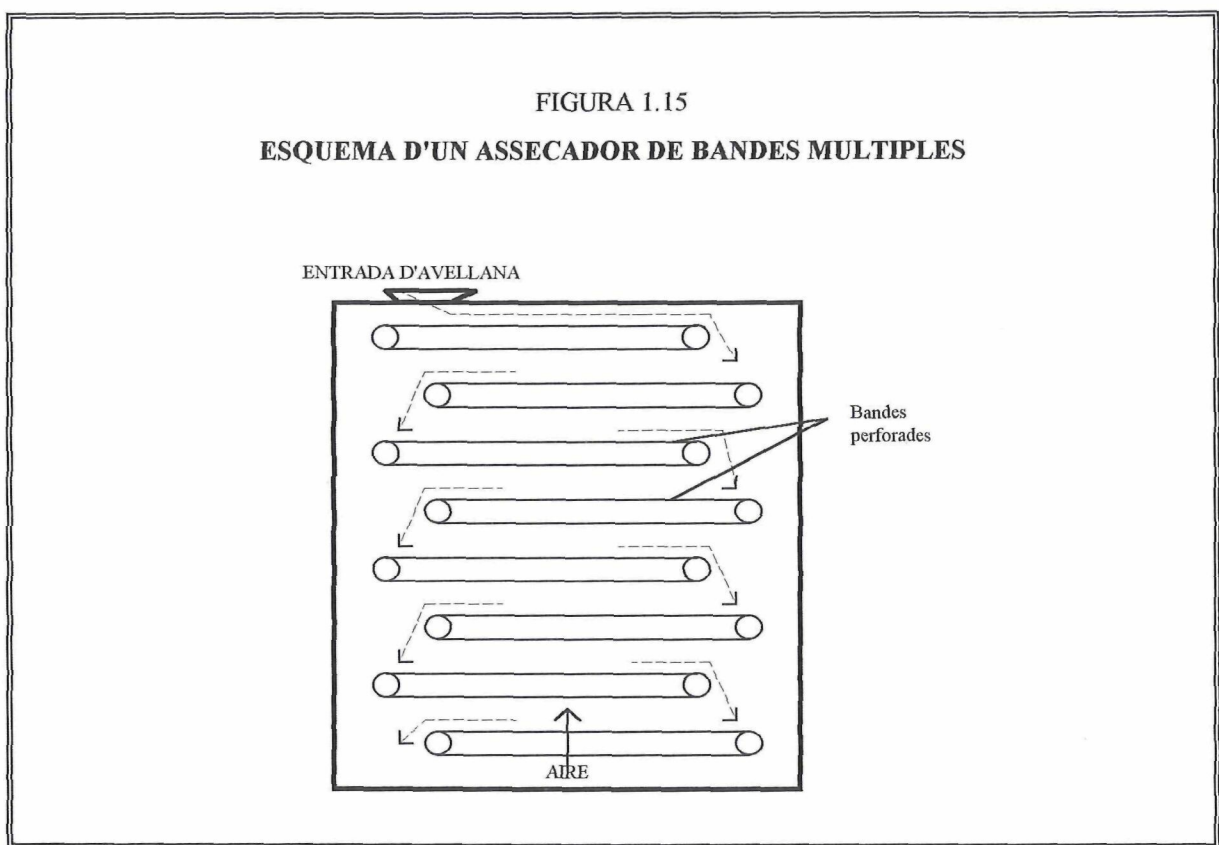 FIGURA 1.15
ESQUEMA D'UN ASSECADOR DE BANDES MULTIPLES
ENTRADA D'AVELLANA
Bandes
perforades
AIRE